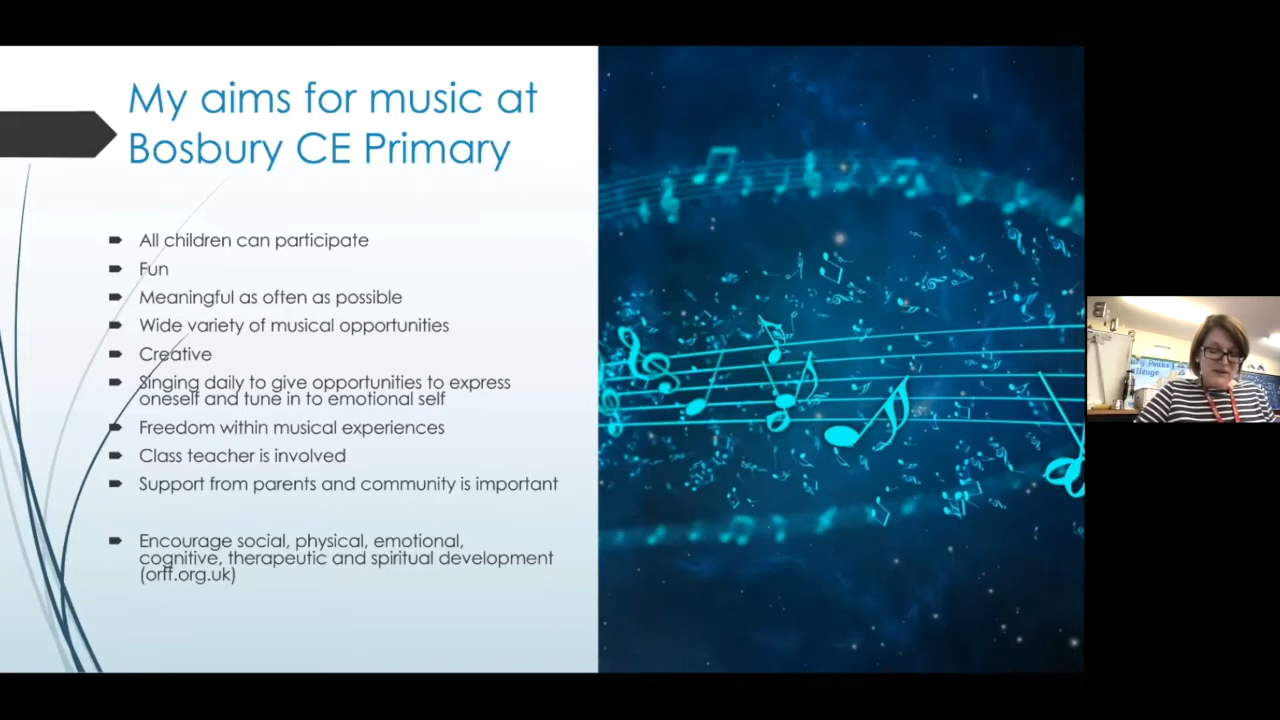 My aims for music at
Bosbury CE Primary
All children can participate
Fun
Meaningful as often as possible
Wide variety of musical opportunities
Creative
Singing daily to give opportunities to express
oneself and tune in to emotional self
Freedom within musical experiences
Class teacher is involved
Support from parents and community is important
Encourage social, physical, emotional,
cognitive, therapeutic and spiritual development
(orff.org.uk)